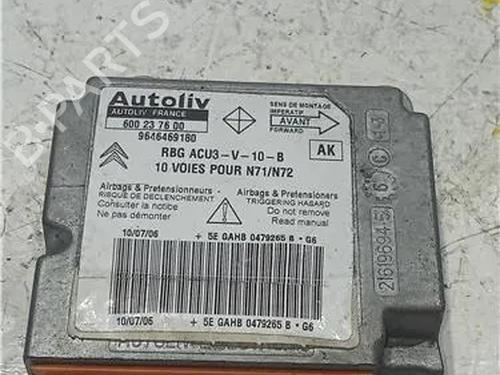 Autoliv
AUTOLIV FRANCE
600 23 76 00
9646469180
SENS DE MONTAGE
IMPERATIF
AVANT
FORWARD
RBG ACU3-V-10-B
AK
10 VOIES POUR N71/N72
Airbags & Pretensionneurs
RISQUE DE DECLENCHEMENT
Consulter la notice
Ne pas démonter
Airbags & Pretensioners
TRIGGERING HAZARD
Do not remove
Read manual
10/07/06 + 5E GAHB 0479265 B · G6
10/07/06 + 5E GAHB 0479265 B · G6
B-PARTS